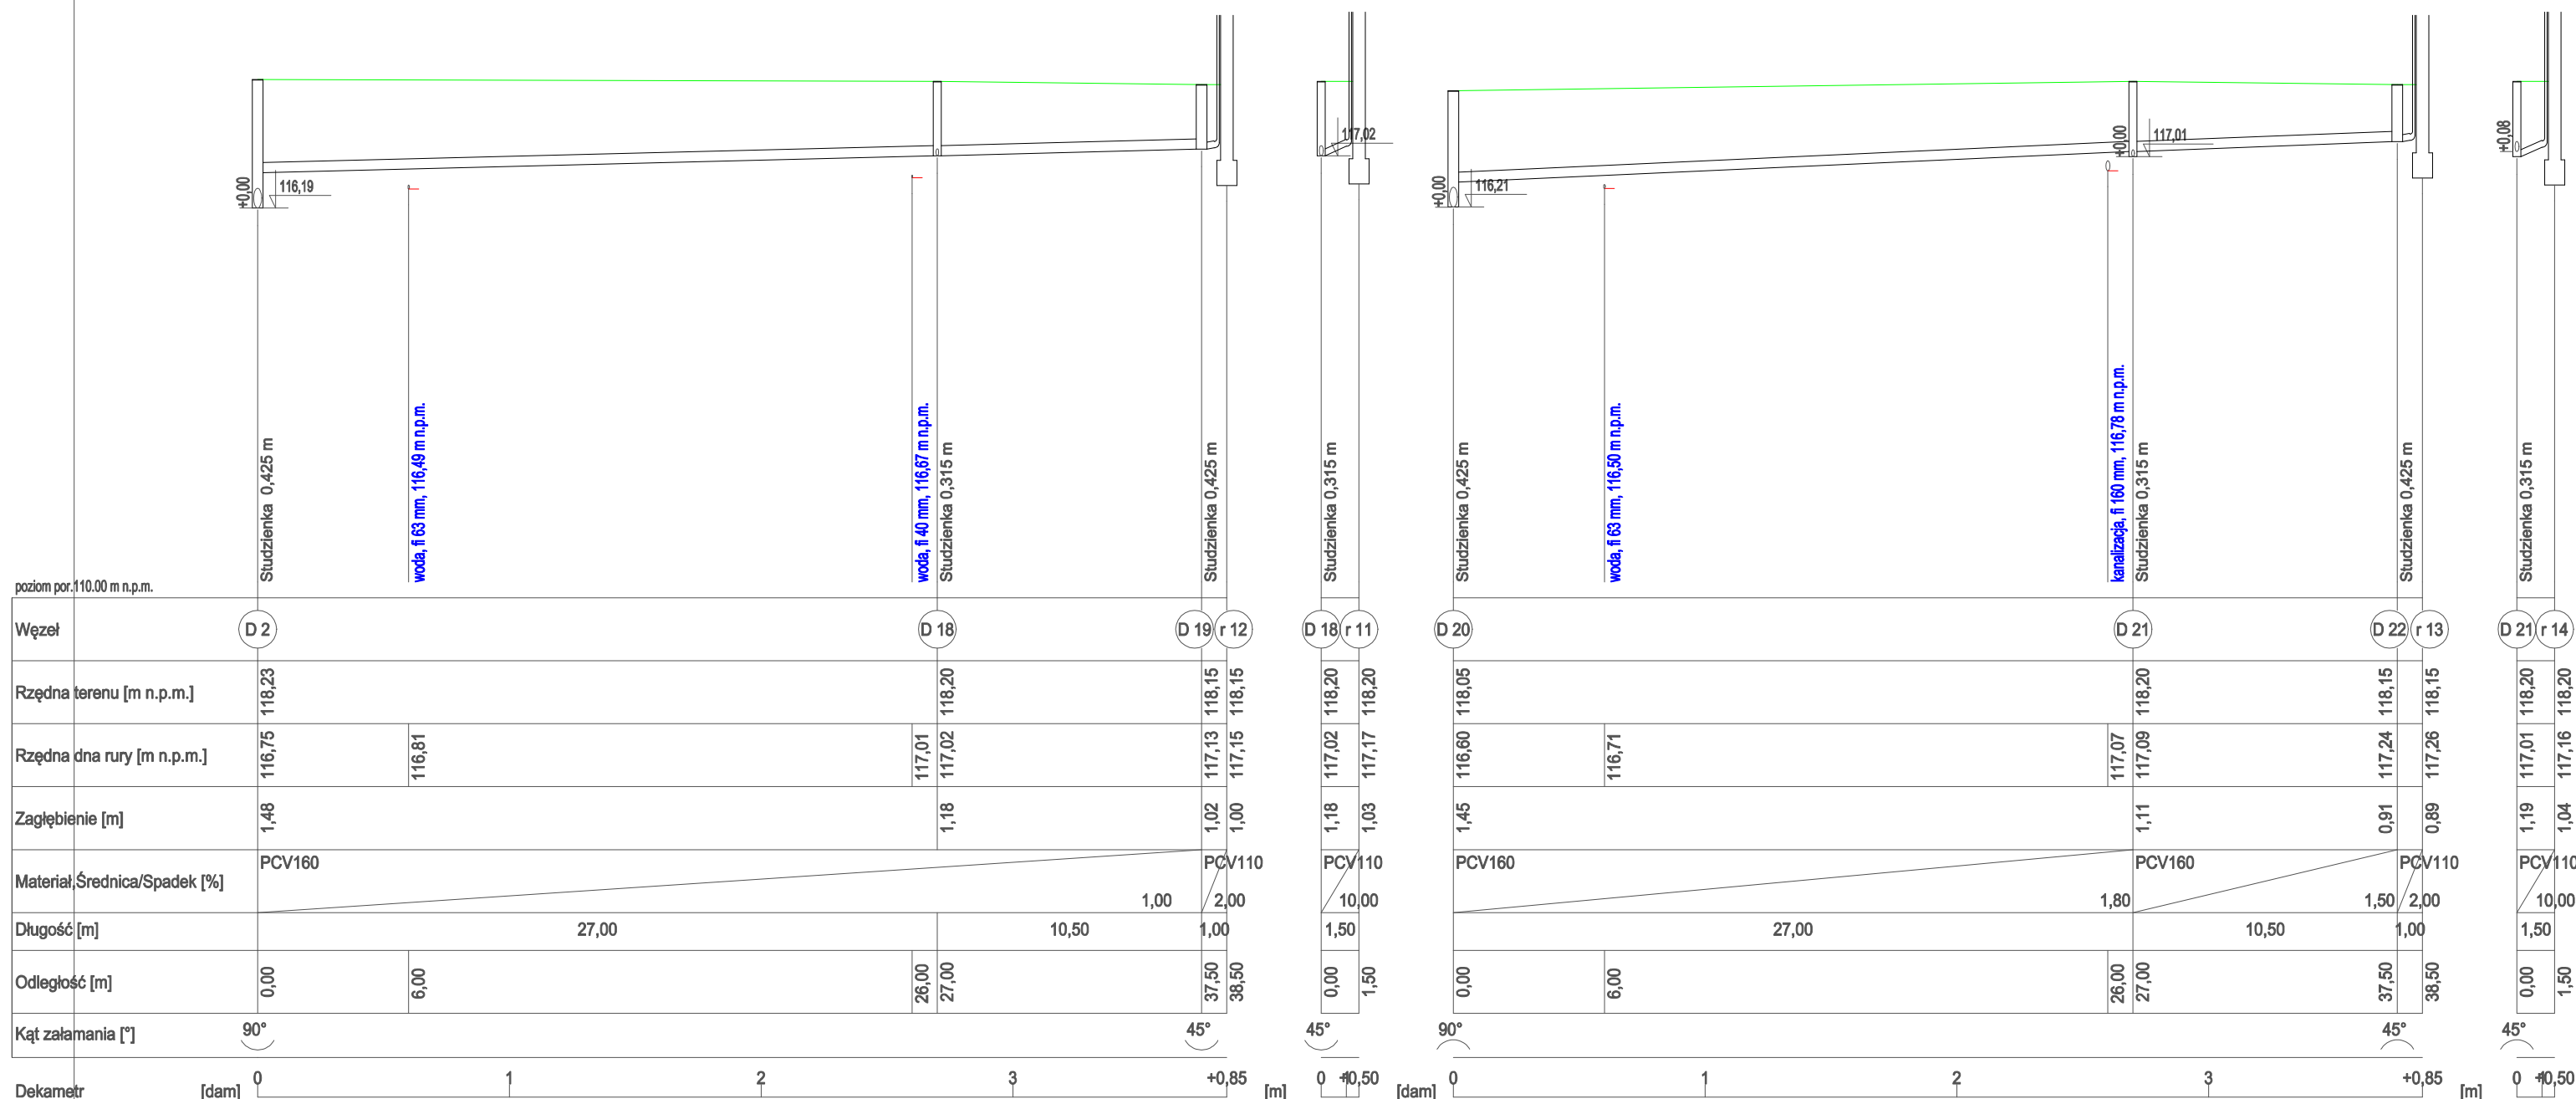 +0,00
116,19
117,02
+0,00
116,21
+0,00
117,01
+0,08
Studzienka 0,425 m
woda, fi 63 mm, 116,49 m n.p.m.
woda, fi 40 mm, 116,67 m n.p.m.
Studzienka 0,315 m
Studzienka 0,425 m
Studzienka 0,315 m
Studzienka 0,425 m
woda, fi 63 mm, 116,50 m n.p.m.
kanalizacja, fi 160 mm, 116,78 m n.p.m.
Studzienka 0,315 m
Studzienka 0,425 m
Studzienka 0,315 m
poziom por.110.00 m n.p.m.
Węzeł D 2 D 18 D 19 r 12 D 18 r 11 D 20 D 21 D 22 r 13 D 21 r 14
Rzędna terenu [m n.p.m.] 118,23 118,20 118,15 118,15 118,20 118,20 118,05 118,20 118,15 118,15 118,20 118,20
Rzędna dna rury [m n.p.m.] 116,75 116,81 117,01 117,02 117,13 117,15 117,02 117,17 116,60 116,71 117,07 117,09 117,24 117,26 117,01 117,16
Zagłębienie [m] 1,48 1,18 1,02 1,00 1,18 1,03 1,45 1,11 0,91 0,89 1,19 1,04
PCV160 PCV110 PCV110 PCV160 PCV160 PCV110 PCV110
Materiał,Średnica/Spadek [%]
1,00 2,00 10,00 1,80 1,50 2,00 10,00
Długość [m] 27,00 10,50 1,00 1,50 27,00 10,50 1,00 1,50
Odległość [m] 0,00 6,00 26,00 27,00 37,50 38,50 0,00 1,50 0,00 6,00 26,00 27,00 37,50 38,50 0,00 1,50
Kąt załamania [°] 90° 45° 45° 90° 45° 45°
Dekametr [dam] 0 1 2 3 +0,85 [m] 0 +0,50 [dam] 0 1 2 3 +0,85 [m] 0 +0,50